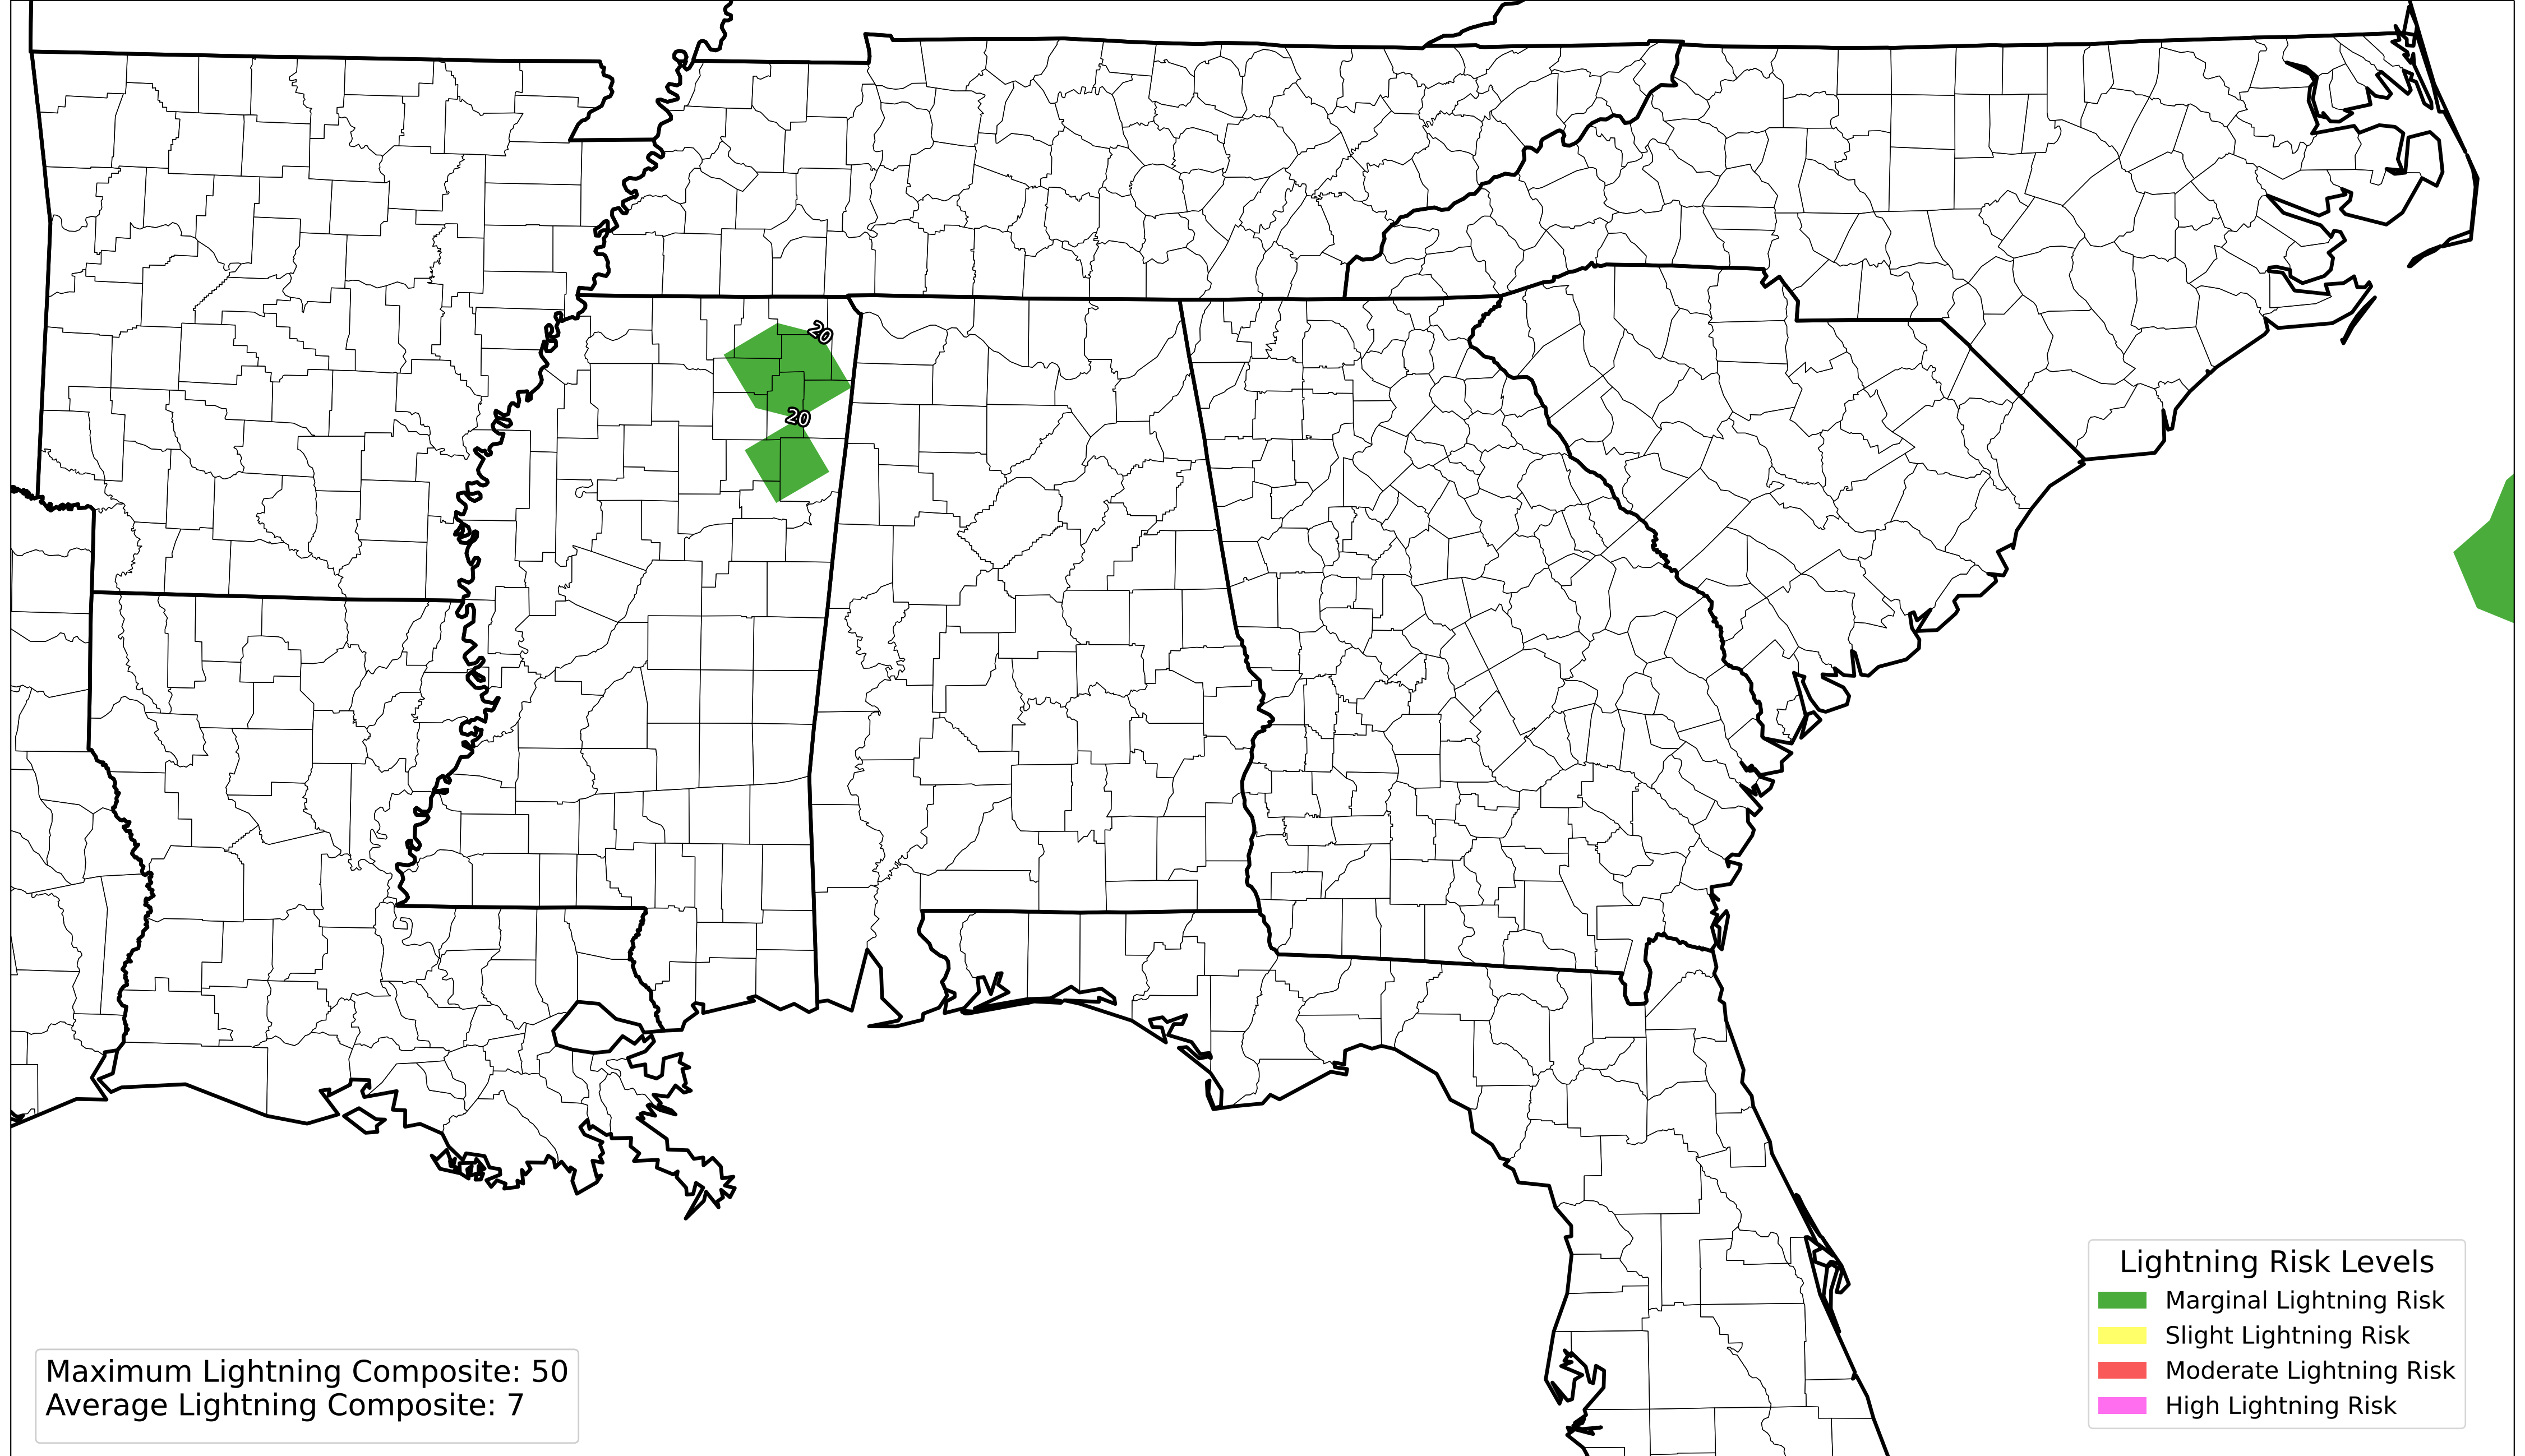 20
20
Maximum Lightning Composite: 50
Average Lightning Composite: 7
Lightning Risk Levels
Marginal Lightning Risk
Slight Lightning Risk
Moderate Lightning Risk
High Lightning Risk